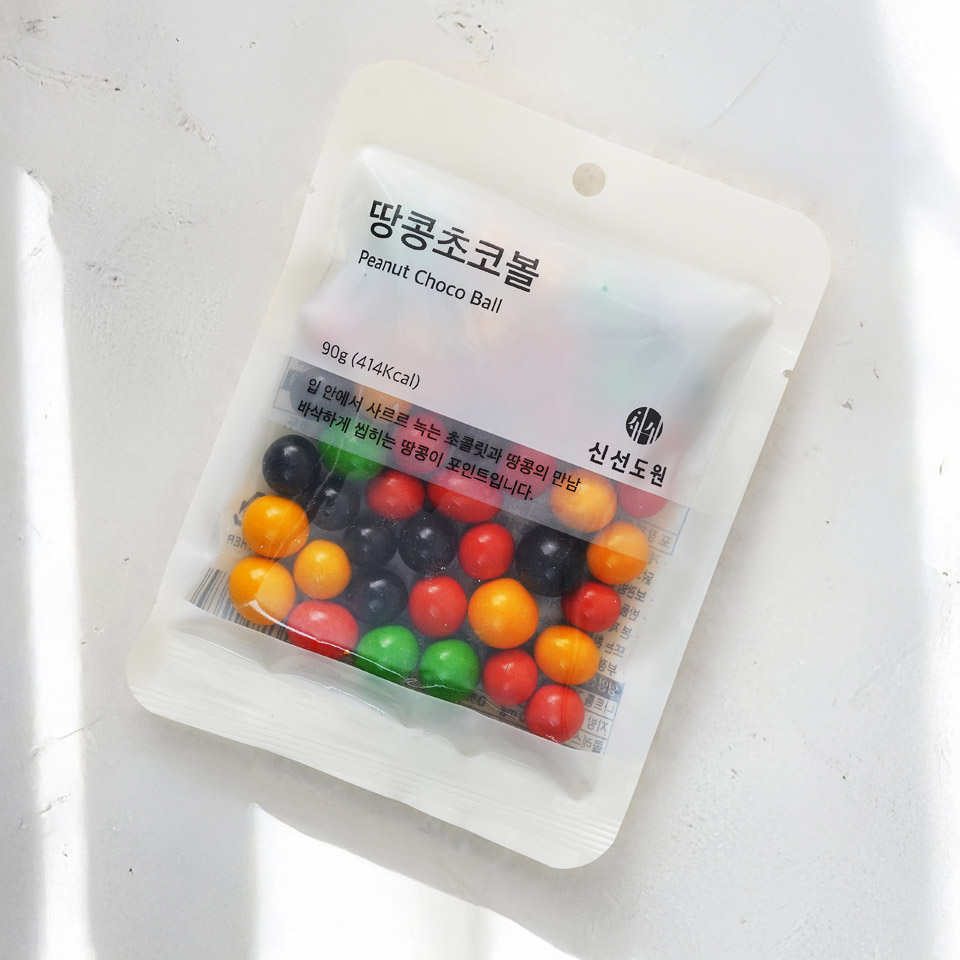 땅콩초코볼
Peanut Choco Ball
90g (414Kcal)
입 안에서 사르르 녹는 초콜릿과 땅콩의 만남
바삭하게 씹히는 땅콩이 포인트입니다.
신선도원